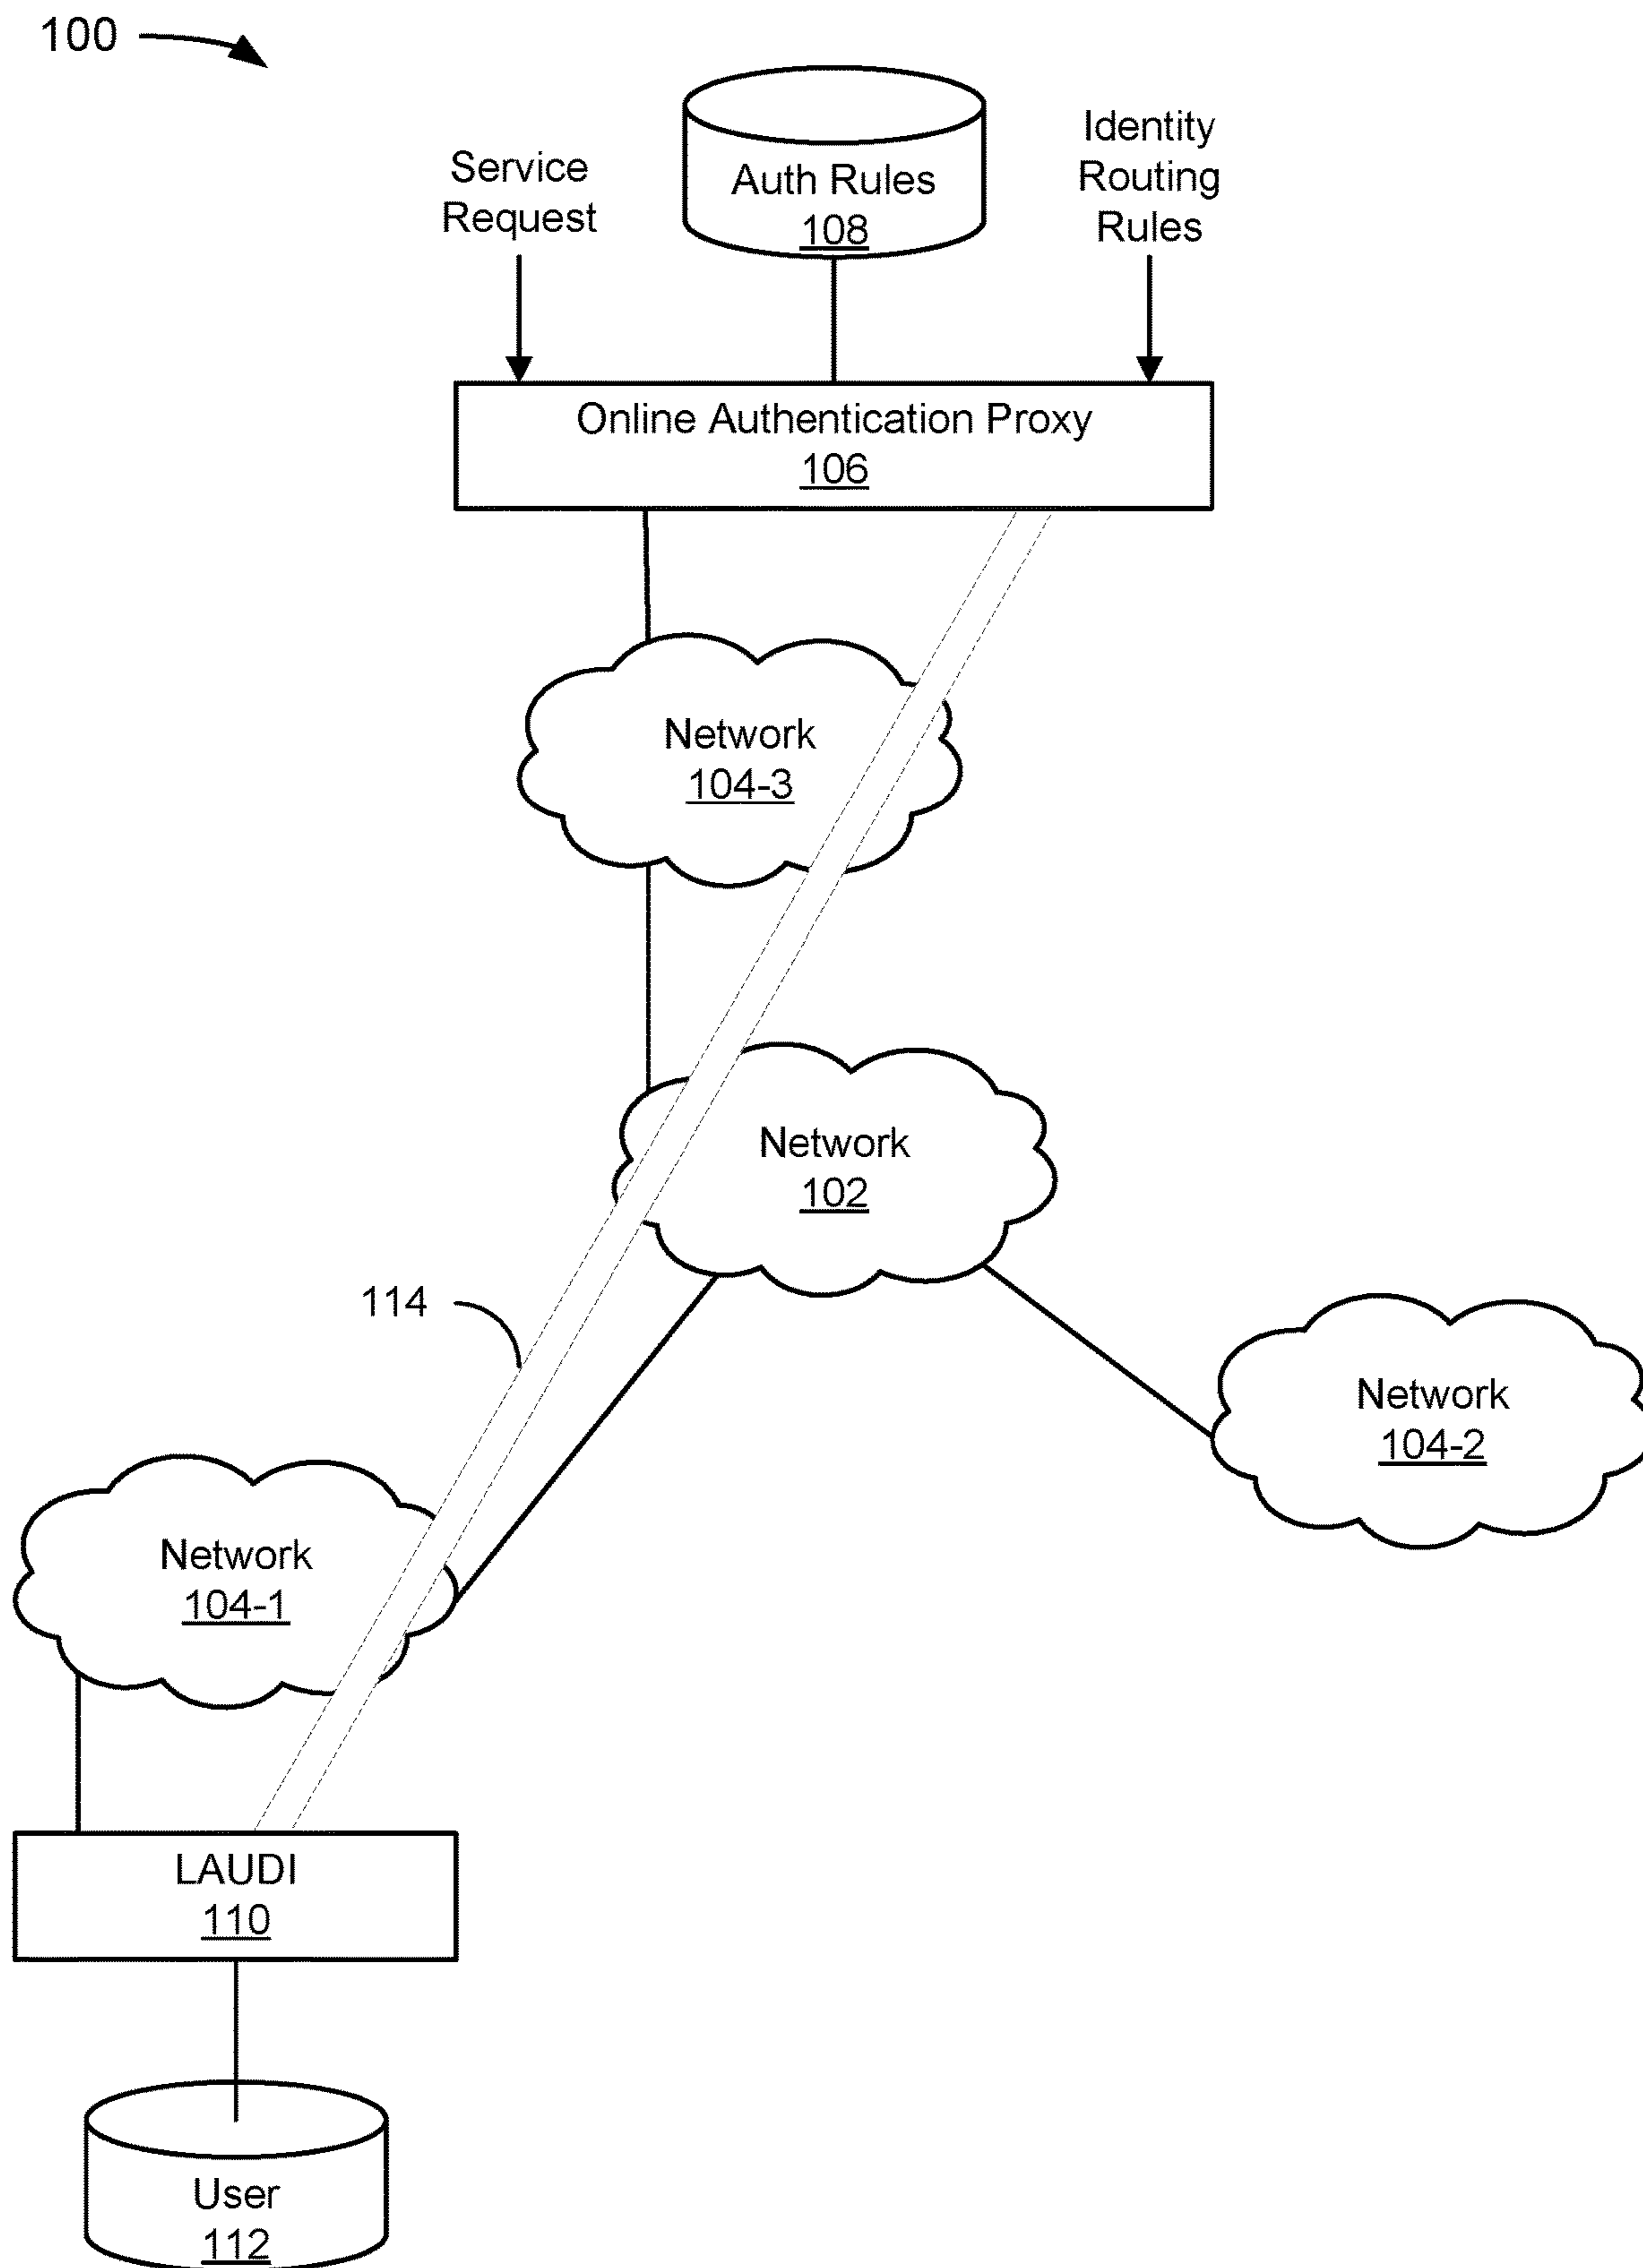 100
Service
Request
Auth Rules
108
Identity
Routing
Rules
Online Authentication Proxy
106
Network
104-3
Network
102
114
Network
104-2
Network
104-1
LAUDI
110
User
112